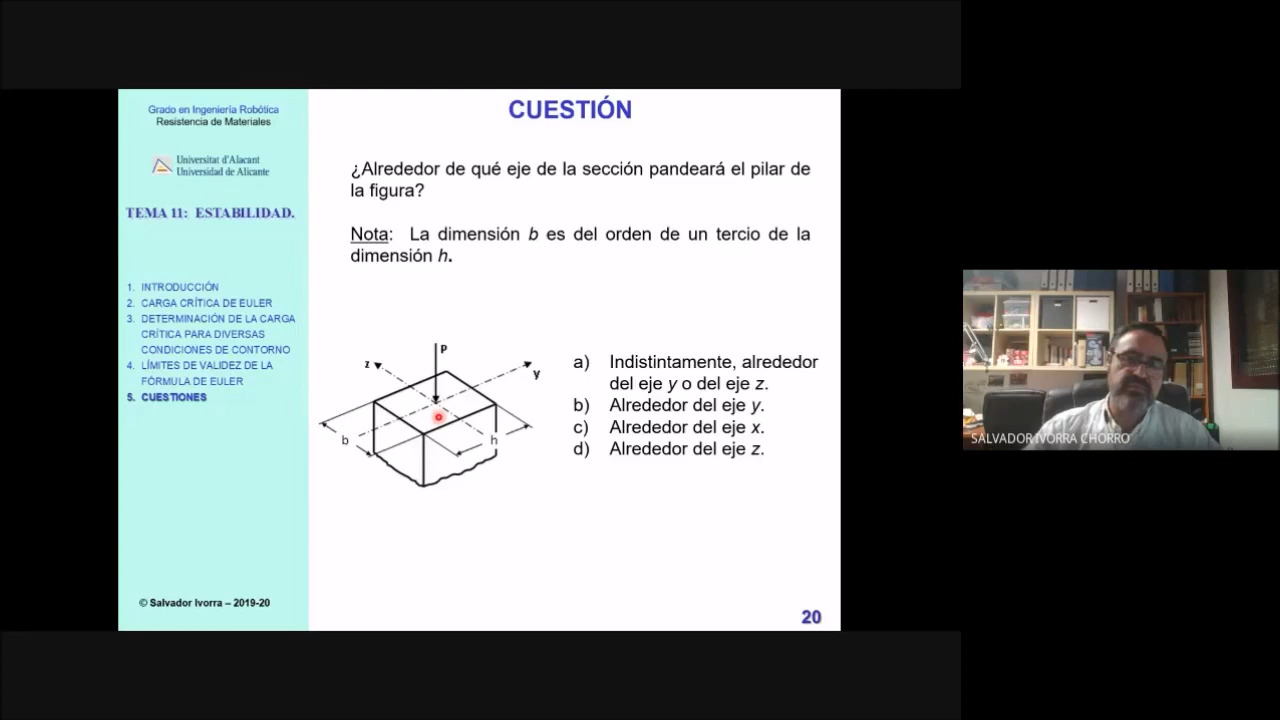 Grado en Ingeniería Robótica
Resistencia de Materiales
Universitat d'Alacant
Universidad de Alicante
TEMA 11: ESTABILIDAD.
1. INTRODUCCIÓN
2. CARGA CRÍTICA DE EULER
3. DETERMINACIÓN DE LA CARGA
CRÍTICA PARA DIVERSAS
CONDICIONES DE CONTORNO
4. LÍMITES DE VALIDEZ DE LA
FÓRMULA DE EULER
5. CUESTIONES
© Salvador Ivorra – 2019-20
CUESTIÓN
¿Alrededor de qué eje de la sección pandeará el pilar de
la figura?
Nota: La dimensión b es del orden de un tercio de la
dimensión h.
P
z
y
b
h
a) Indistintamente, alrededor
del eje y o del eje z.
b) Alrededor del eje y.
c) Alrededor del eje x.
d) Alrededor del eje z.
20
SALVADOR IVORRA CHORRO